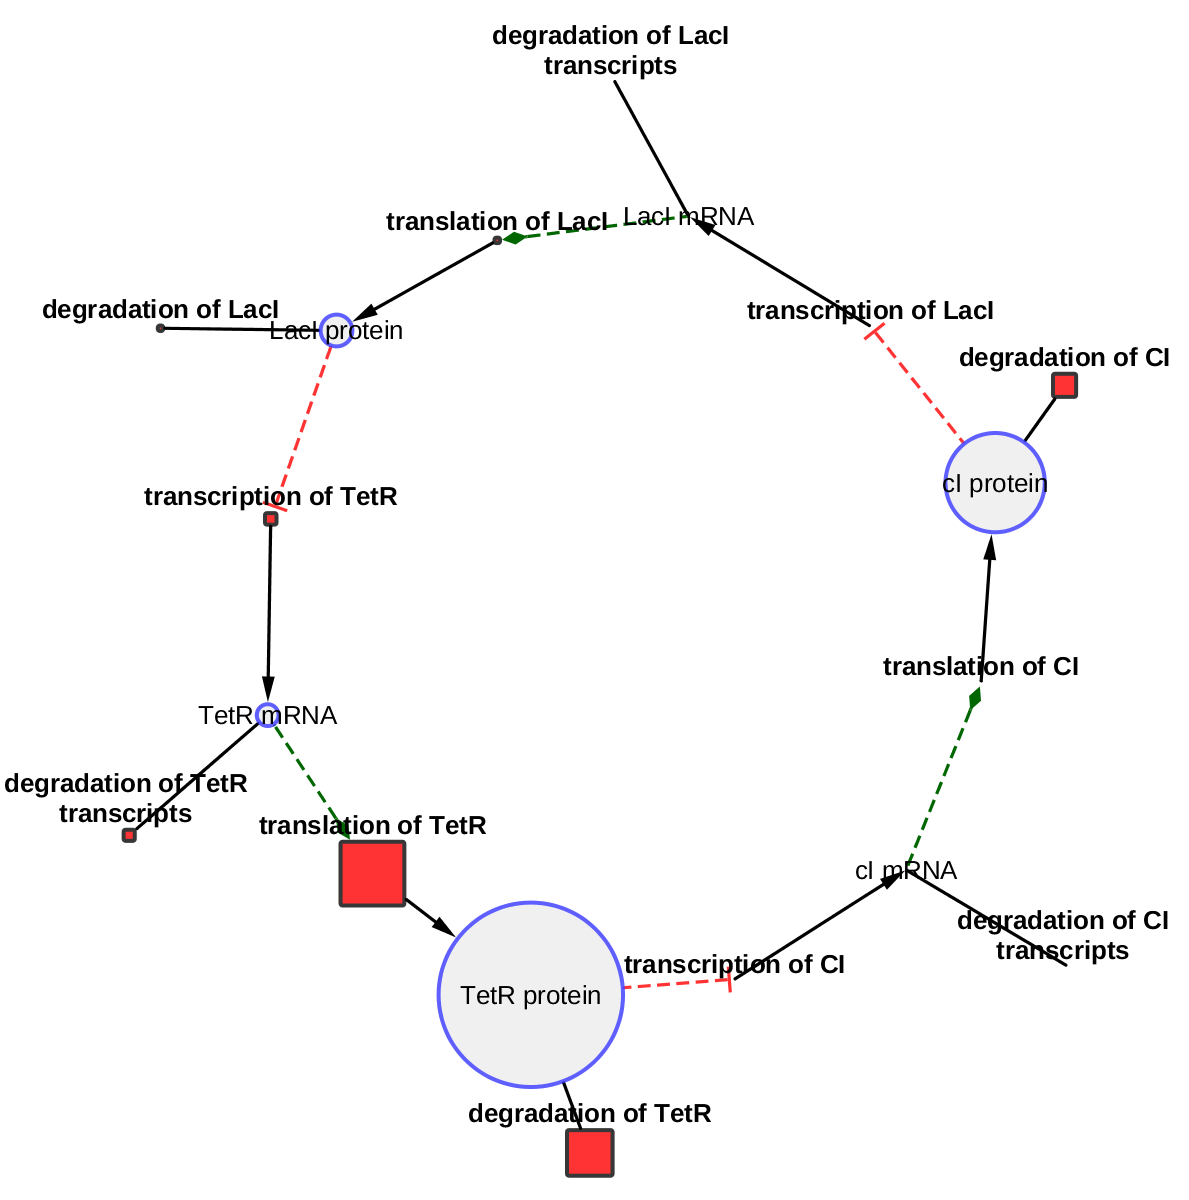 degradation of LacI
transcripts
LacI mRNA
translation of LacI
degradation of LacI
LacI protein
transcription of LacI
degradation of CI
cI protein
transcription of TetR
translation of CI
TetR mRNA
degradation of TetR
transcripts
translation of TetR
cI mRNA
degradation of CI
transcripts
transcription of CI
TetR protein
degradation of TetR